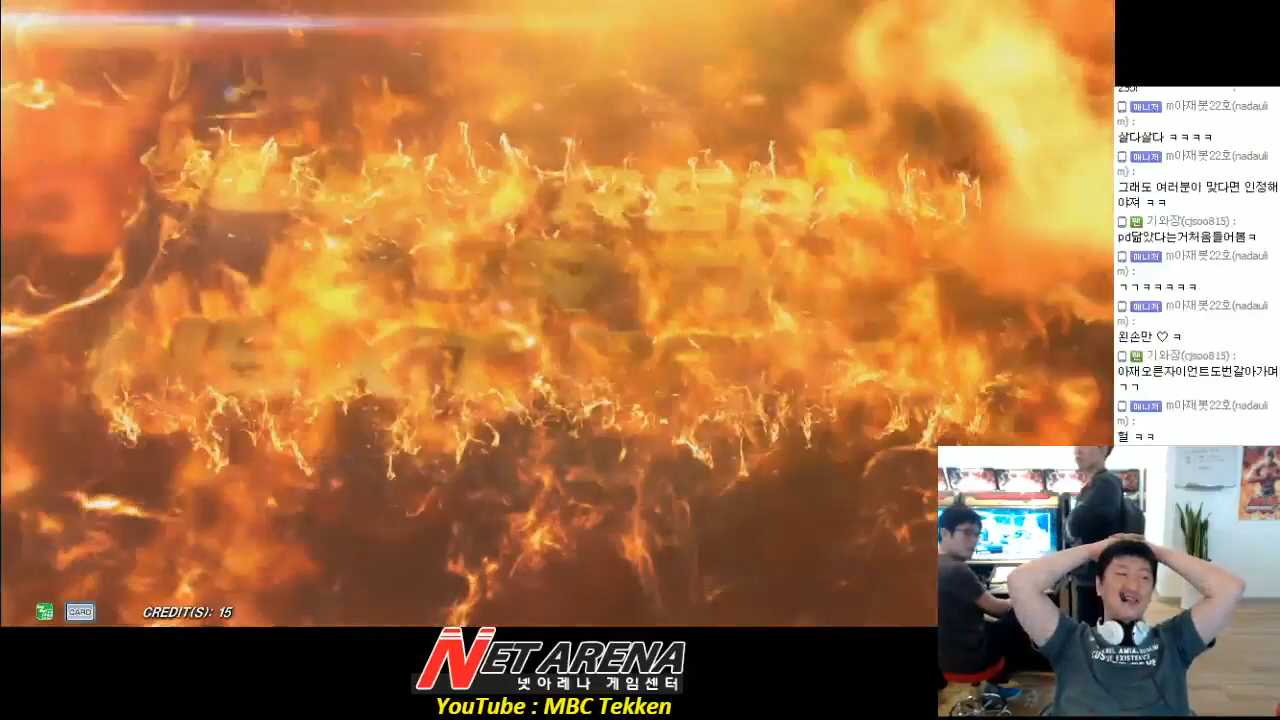 매니저 m아재봇22호(nadauli
m) :
살다살다 ㅋㅋㅋㅋ
매니저 m아재봇22호(nadauli
m) :
그래도 여러분이 맞다면 인정해
야져 ㅋㅋ
팬 기와장(cjsoo815) :
pd닮았다는거처음들어봄ㅋ
매니저 m아재봇22호(nadauli
m) :
ㄱㄱㅋㅋㅋㅋㅋ
매니저 m아재봇22호(nadauli
m) :
왼손만 ♡ ㅋ
팬 기와장(cjsoo815) :
아재오른자이언트도번갈아가며
ㄱㄱ
매니저 m아재봇22호(nadauli
m) :
헐 ㅋㅋ
CARD
CREDIT(S): 15
NET ARENA
넷아레나 게임센터
YouTube : MBC Tekken